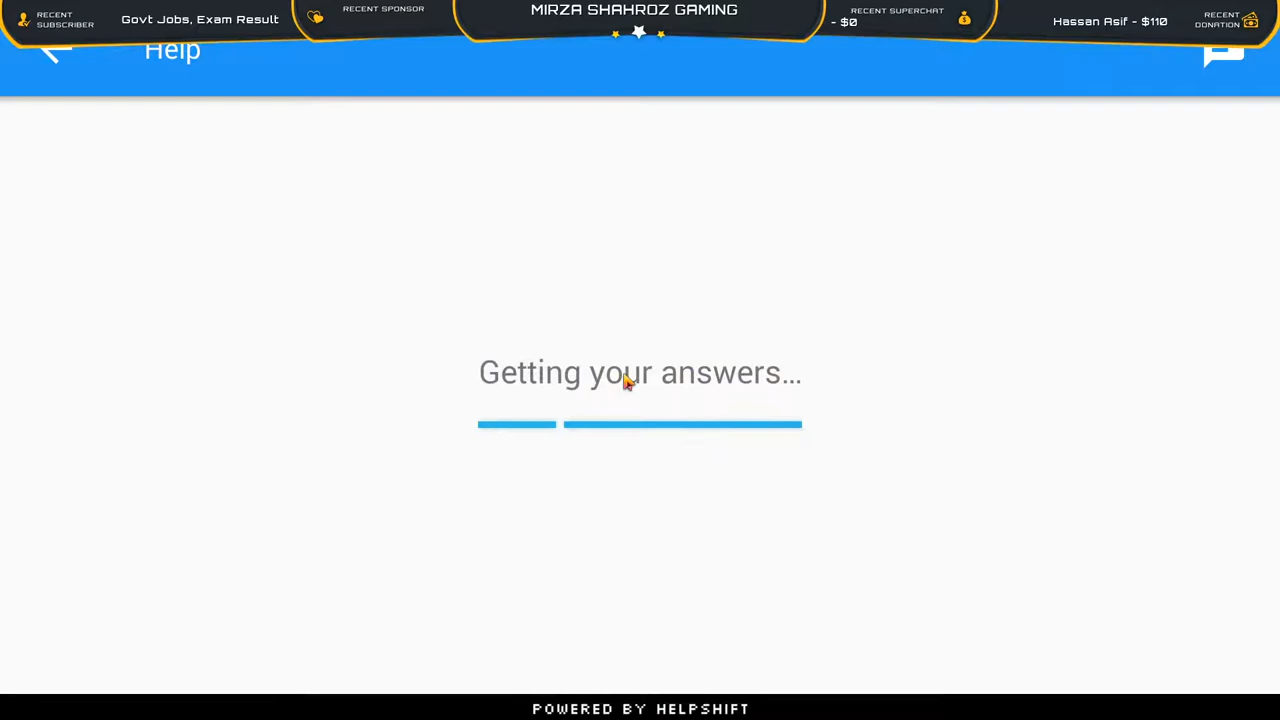 RECENT
SUBSCRIBER
Govt Jobs, Exam Result
RECENT SPONSOR
MIRZA SHAHROZ GAMING
RECENT SUPERCHAT
- $0
Hassan Asif - $110
RECENT
DONATION
Help
Getting your answers...
POWERED BY HELPSHIFT